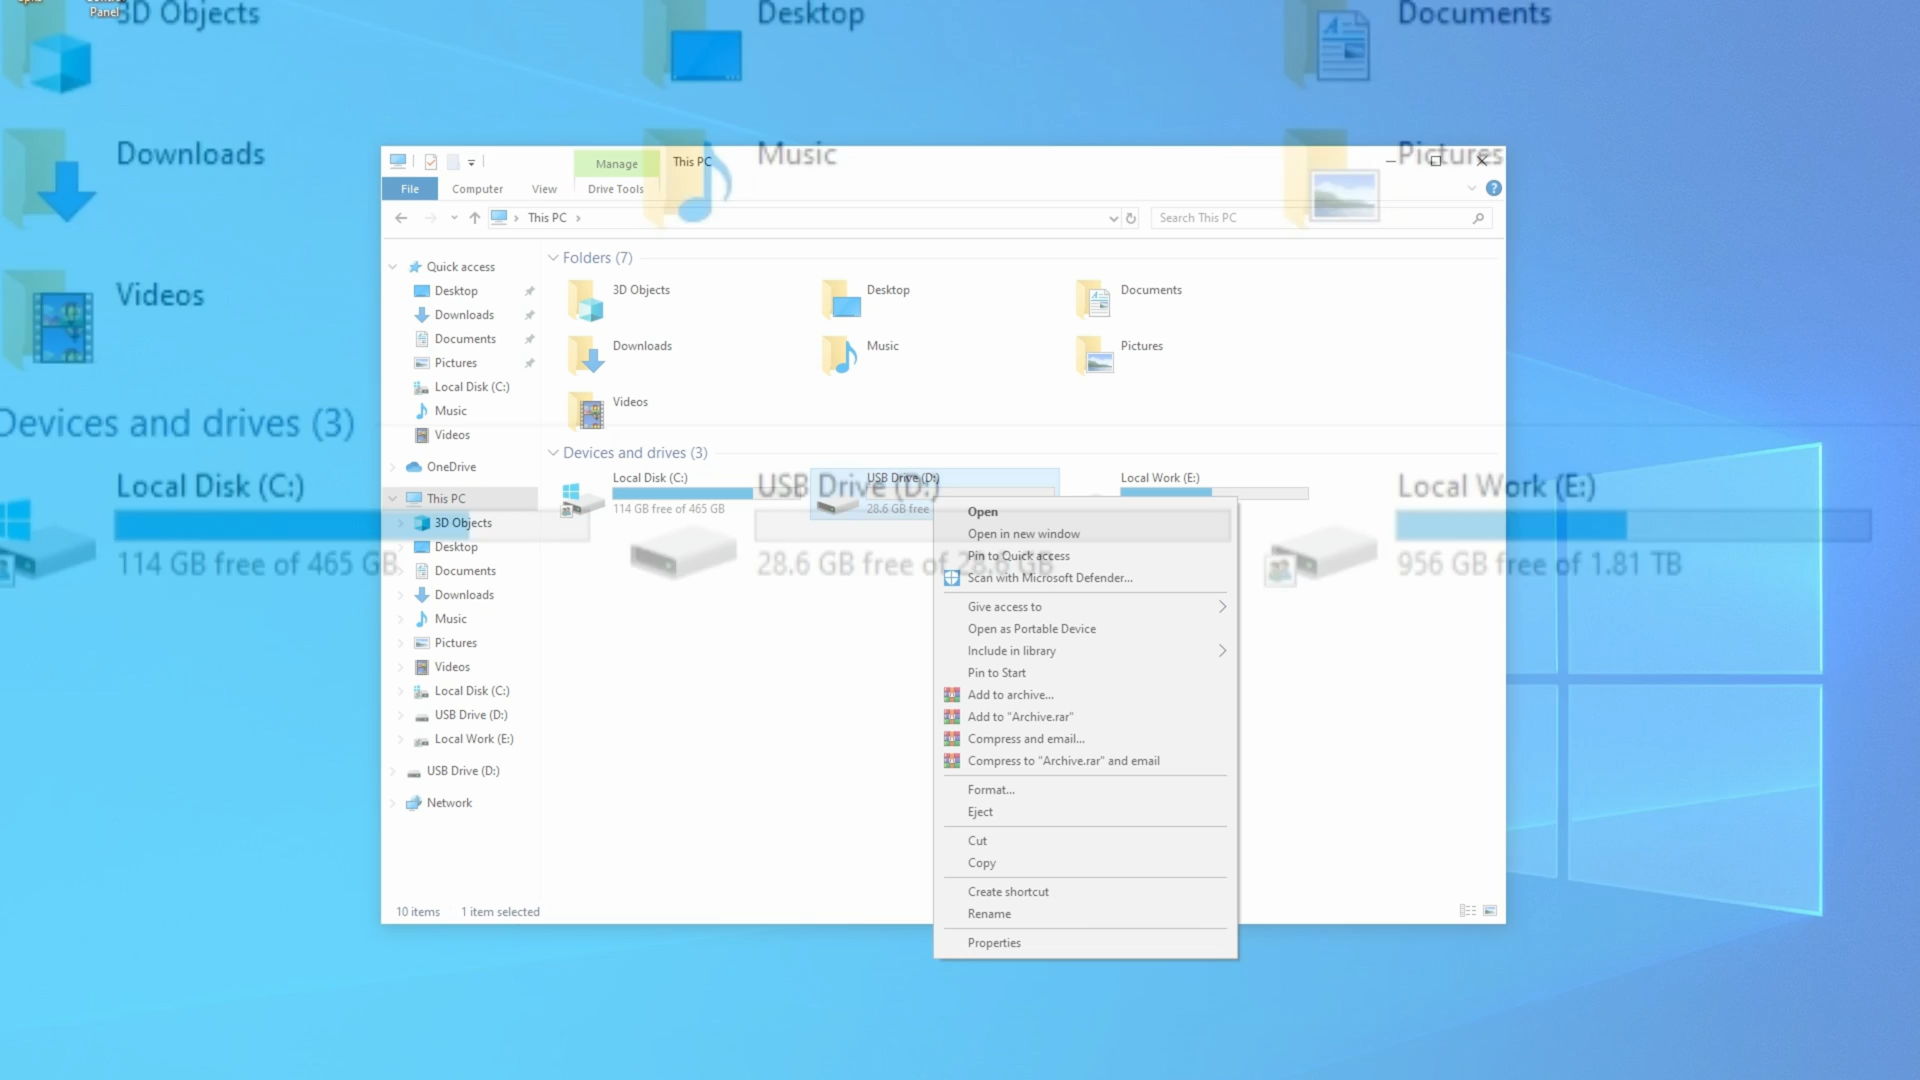 Panel
3D Objects
Desktop
Documents
Downloads
Music
Pictures
Videos
Devices and drives (3)
Local Disk (C:)
114 GB free of 465 GB
USB Drive (D:)
28.6 GB free of 28.6 GB
Local Work (E:)
956 GB free of 1.81 TB
Manage
This PC
File
Computer
View
Drive Tools
This PC
Search This PC
Quick access
Desktop
Downloads
Documents
Pictures
Local Disk (C:)
Music
Videos
OneDrive
This PC
3D Objects
Desktop
Documents
Downloads
Music
Pictures
Videos
Local Disk (C:)
USB Drive (D:)
Local Work (E:)
USB Drive (D:)
Network
Folders (7)
3D Objects
Desktop
Documents
Downloads
Music
Pictures
Videos
Devices and drives (3)
Local Disk (C:)
114 GB free of 465 GB
USB Drive (D:)
28.6 GB free
Local Work (E:)
Open
Open in new window
Pin to Quick access
Scan with Microsoft Defender...
Give access to
Open as Portable Device
Include in library
Pin to Start
Add to archive...
Add to "Archive.rar"
Compress and email...
Compress to "Archive.rar" and email
Format...
Eject
Cut
Copy
Create shortcut
Rename
Properties
10 items
1 item selected